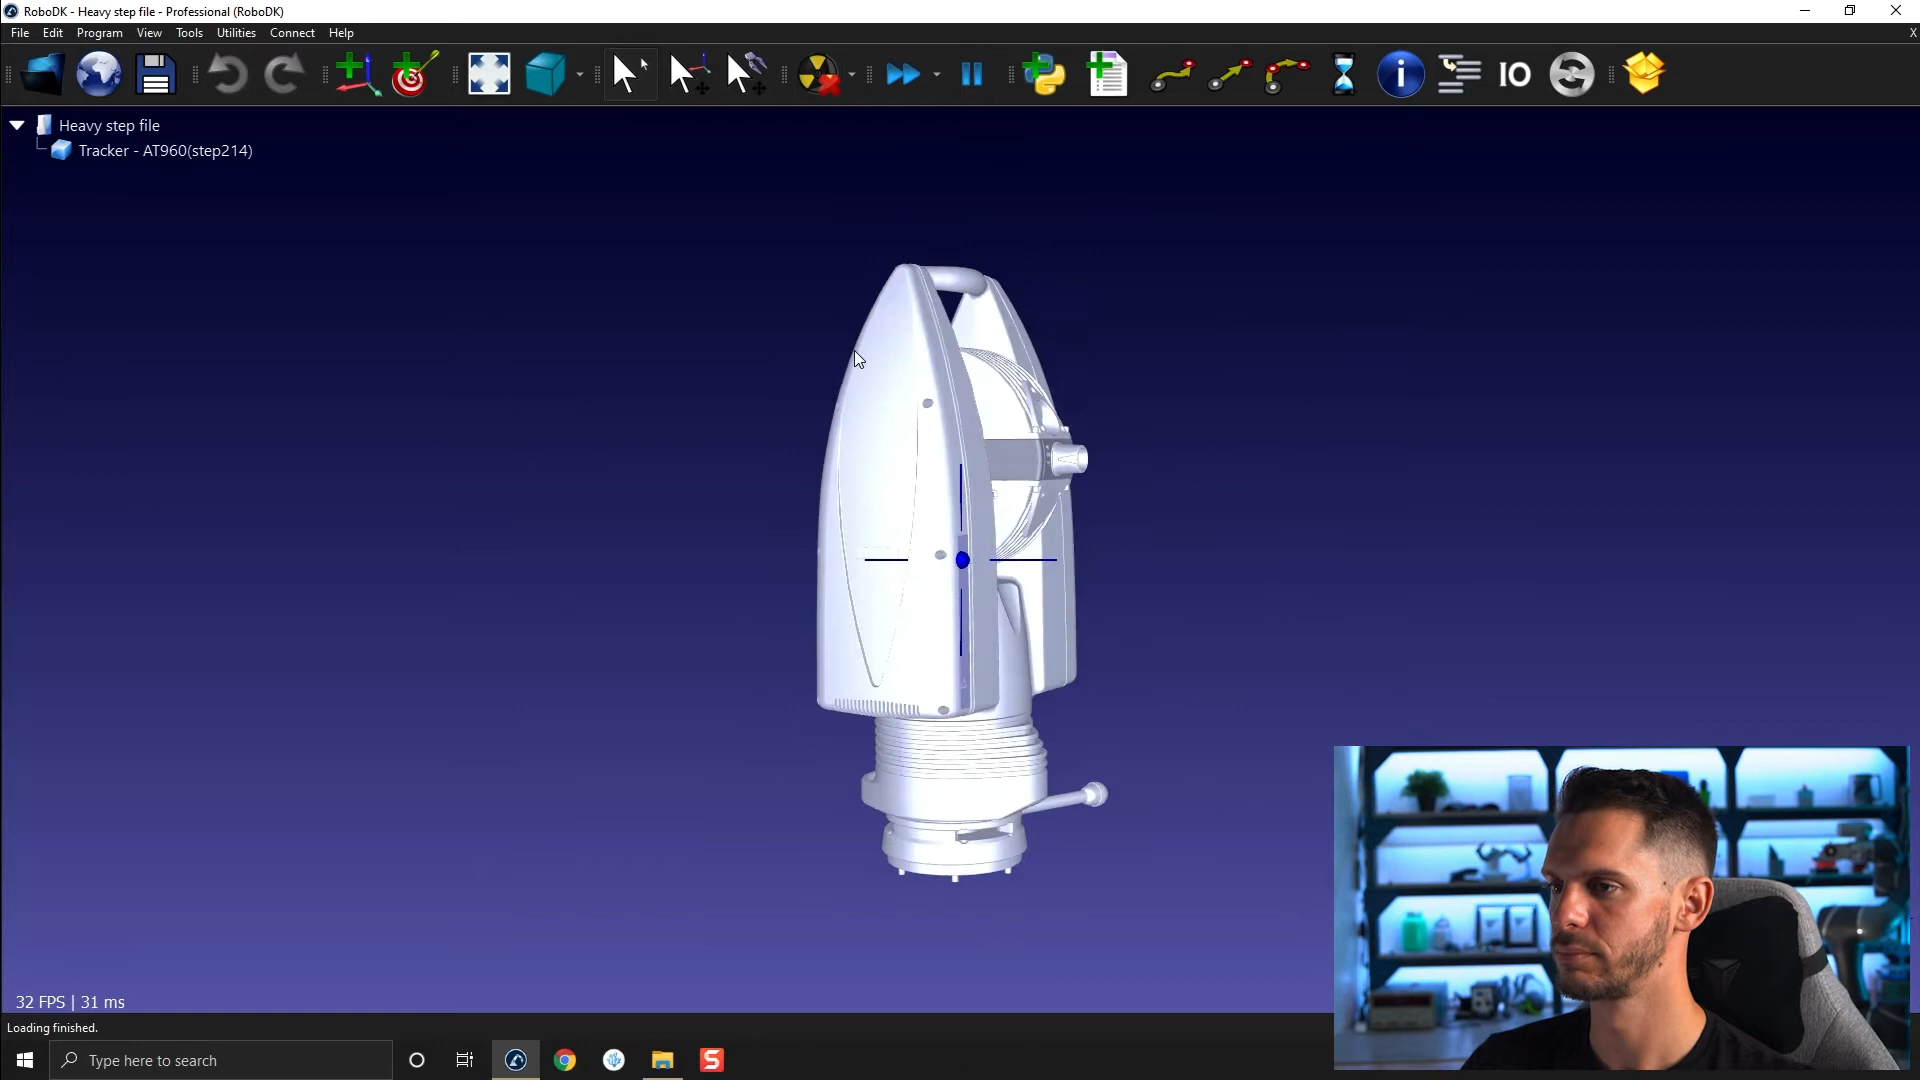 RoboDK - Heavy step file - Professional (RoboDK)
File Edit Program View Tools Utilities Connect Help X
IO
Heavy step file
Tracker - AT960(step214)
32 FPS | 31 ms
Loading finished.
Type here to search
S